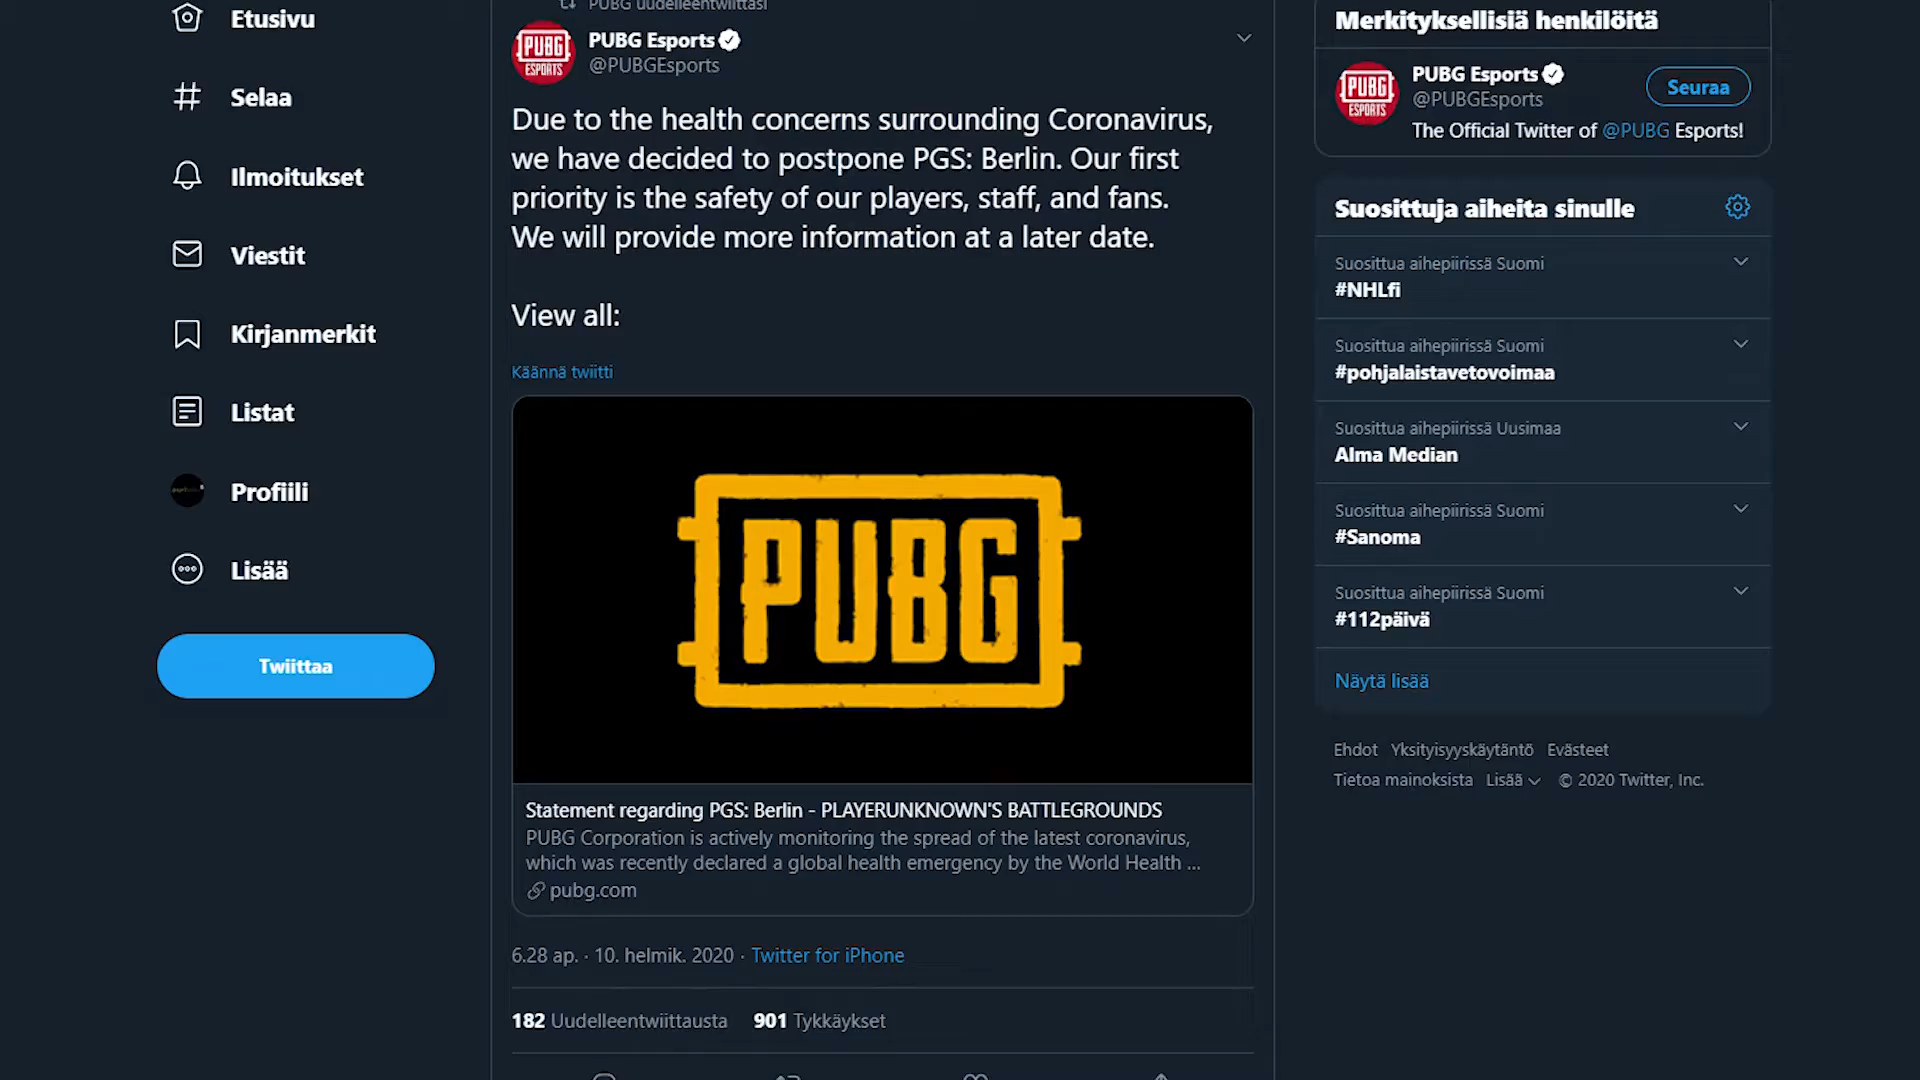 Etusivu
Selaa
Ilmoitukset
Viestit
Kirjanmerkit
Listat
Profiili
Lisää
Twiittaa
PUBG uudelleentwiittasi
PUBG ESPORTS
PUBG Esports
@PUBGEsports
Due to the health concerns surrounding Coronavirus,
we have decided to postpone PGS: Berlin. Our first
priority is the safety of our players, staff, and fans.
We will provide more information at a later date.
View all:
Käännä twiitti
PUBG
Statement regarding PGS: Berlin - PLAYERUNKNOWN'S BATTLEGROUNDS
PUBG Corporation is actively monitoring the spread of the latest coronavirus,
which was recently declared a global health emergency by the World Health ...
pubg.com
6.28 ap. · 10. helmik. 2020 · Twitter for iPhone
182 Uudelleentwiittausta 901 Tykkäykset
Merkityksellisiä henkilöitä
PUBG ESPORTS
PUBG Esports
@PUBGEsports
Seuraa
The Official Twitter of @PUBG Esports!
Suosittuja aiheita sinulle
Suosittua aihepiirissä Suomi
#NHLfi
Suosittua aihepiirissä Suomi
#pohjalaistavetovoimaa
Suosittua aihepiirissä Uusimaa
Alma Median
Suosittua aihepiirissä Suomi
#Sanoma
Suosittua aihepiirissä Suomi
#112päivä
Näytä lisää
Ehdot Yksityisyyskäytäntö Evästeet
Tietoa mainoksista Lisää © 2020 Twitter, Inc.